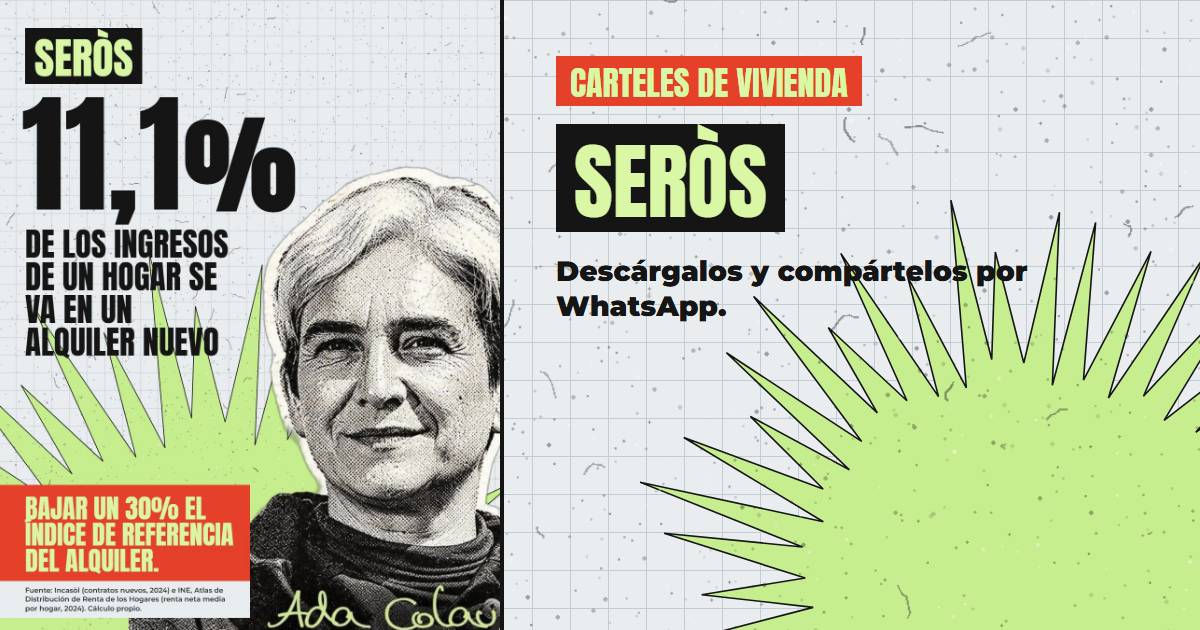 SERÒS
11,1%
DE LOS INGRESOS
DE UN HOGAR SE
VA EN UN
ALQUILER NUEVO
BAJAR UN 30% EL
ÍNDICE DE REFERENCIA
DEL ALQUILER.
Fuente: Incasòl (contratos nuevos, 2024) e INE, Atlas de
Distribución de Renta de los Hogares (renta neta media
por hogar, 2024). Cálculo propio.
Ada Colau
CARTELES DE VIVIENDA
SERÒS
Descárgalos y compártelos por
WhatsApp.